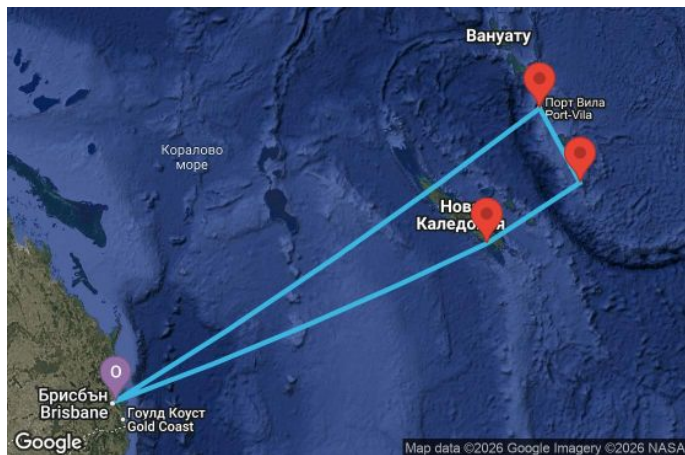 Вануату
Порт Вила
Port-Vila
Коралово
море
Нова
Каледония
O
Брисбън
Brisbane
Гоулд Коуст
Gold Coast
Google
Map data ©2026 Google Imagery ©2026 NASA